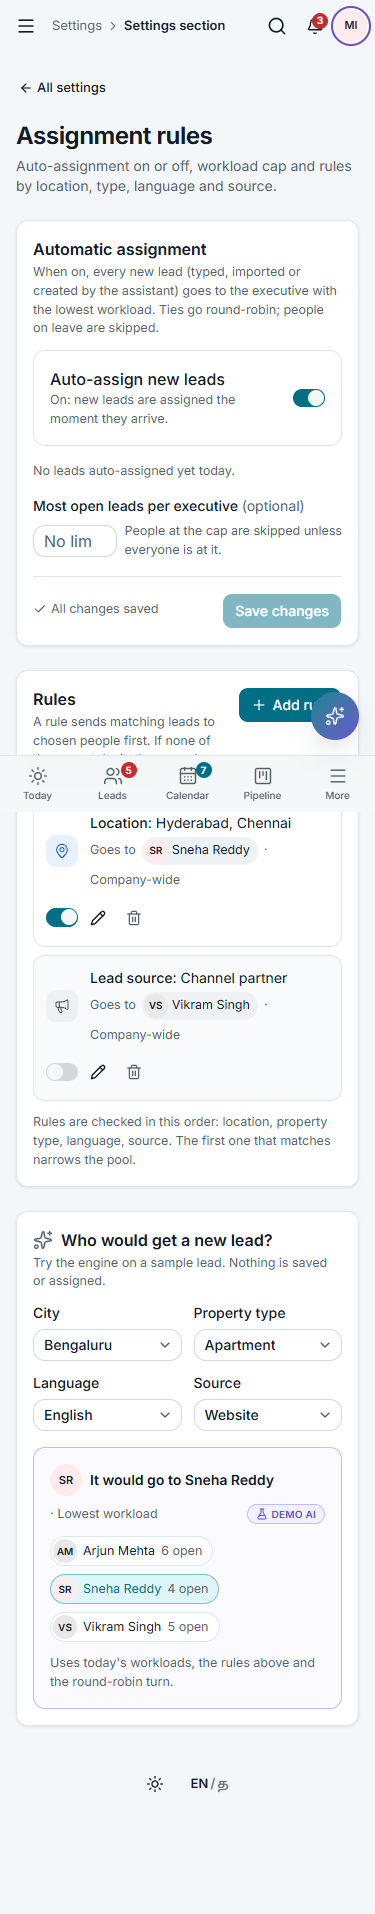 Settings > Settings section
3
MI
← All settings
Assignment rules
Auto-assignment on or off, workload cap and rules
by location, type, language and source.
Automatic assignment
When on, every new lead (typed, imported or
created by the assistant) goes to the executive with
the lowest workload. Ties go round-robin; people
on leave are skipped.
Auto-assign new leads
On: new leads are assigned the
moment they arrive.
No leads auto-assigned yet today.
Most open leads per executive (optional)
No lim
People at the cap are skipped unless
everyone is at it.
All changes saved
Save changes
Rules
+ Add ru
A rule sends matching leads to
chosen people first. If none of
5
7
Today
Leads
Calendar
Pipeline
More
Location: Hyderabad, Chennai
Goes to SR Sneha Reddy ·
Company-wide
Lead source: Channel partner
Goes to VS Vikram Singh ·
Company-wide
Rules are checked in this order: location, property
type, language, source. The first one that matches
narrows the pool.
Who would get a new lead?
Try the engine on a sample lead. Nothing is saved
or assigned.
City
Property type
Bengaluru
Apartment
Language
Source
English
Website
SR It would go to Sneha Reddy
· Lowest workload
DEMO AI
AM Arjun Mehta 6 open
SR Sneha Reddy 4 open
VS Vikram Singh 5 open
Uses today's workloads, the rules above and
the round-robin turn.
EN / த